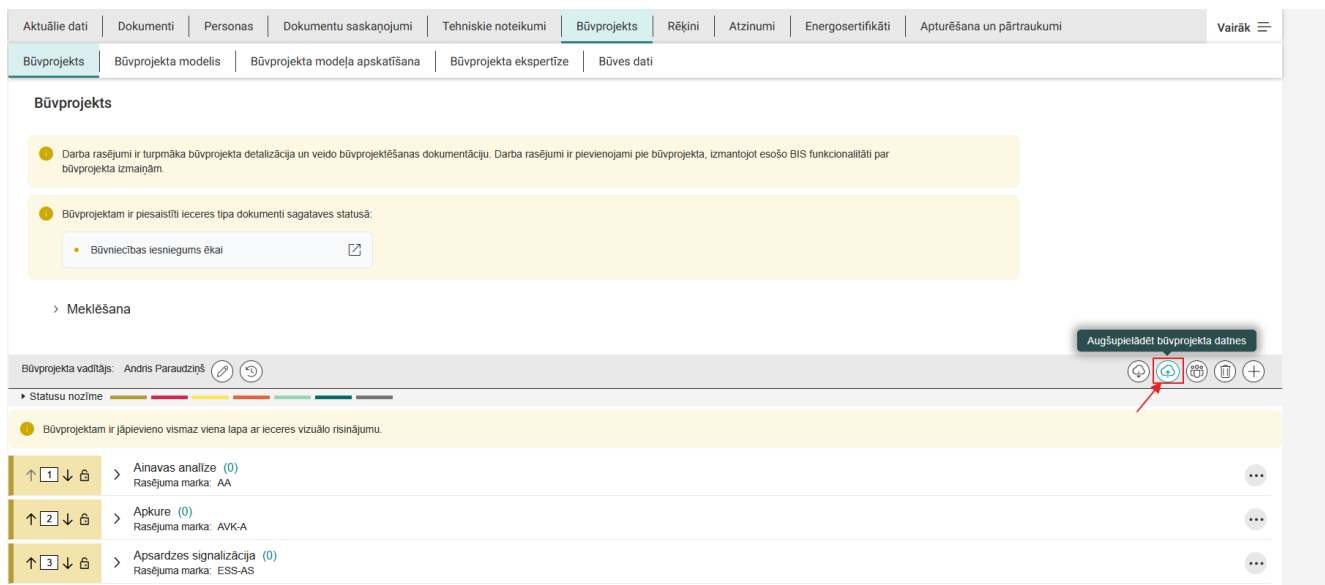 Aktuālie dati Dokumenti Personas Dokumentu saskaņojumi Tehniskie noteikumi Būvprojekts Rēķini Atzinumi Energosertifikāti Apturēšana un pārtraukumi Vairāk
Būvprojekts Būvprojekta modelis Būvprojekta modeļa apskatīšana Būvprojekta ekspertīze Būves dati
Būvprojekts
Darba rasējumi ir turpmāka būvprojekta detalizācija un veido būvprojektēšanas dokumentāciju. Darba rasējumi ir pievienojami pie būvprojekta, izmantojot esošo BIS funkcionalitāti par
būvprojekta izmaiņām.
Būvprojektam ir piesaistīti ieceres tipa dokumenti sagataves statusā:
Būvniecības iesniegums ēkai
Meklēšana
Augšupielādēt būvprojekta datnes
Būvprojekta vadītājs: Andris Paraudziņš
Statusu nozīme
Būvprojektam ir jāpievieno vismaz viena lapa ar ieceres vizuālo risinājumu.
1 Ainavas analīze (0)
Rasējuma marka: AA
2 Apkure (0)
Rasējuma marka: AVK-A
3 Apsardzes signalizācija (0)
Rasējuma marka: ESS-AS